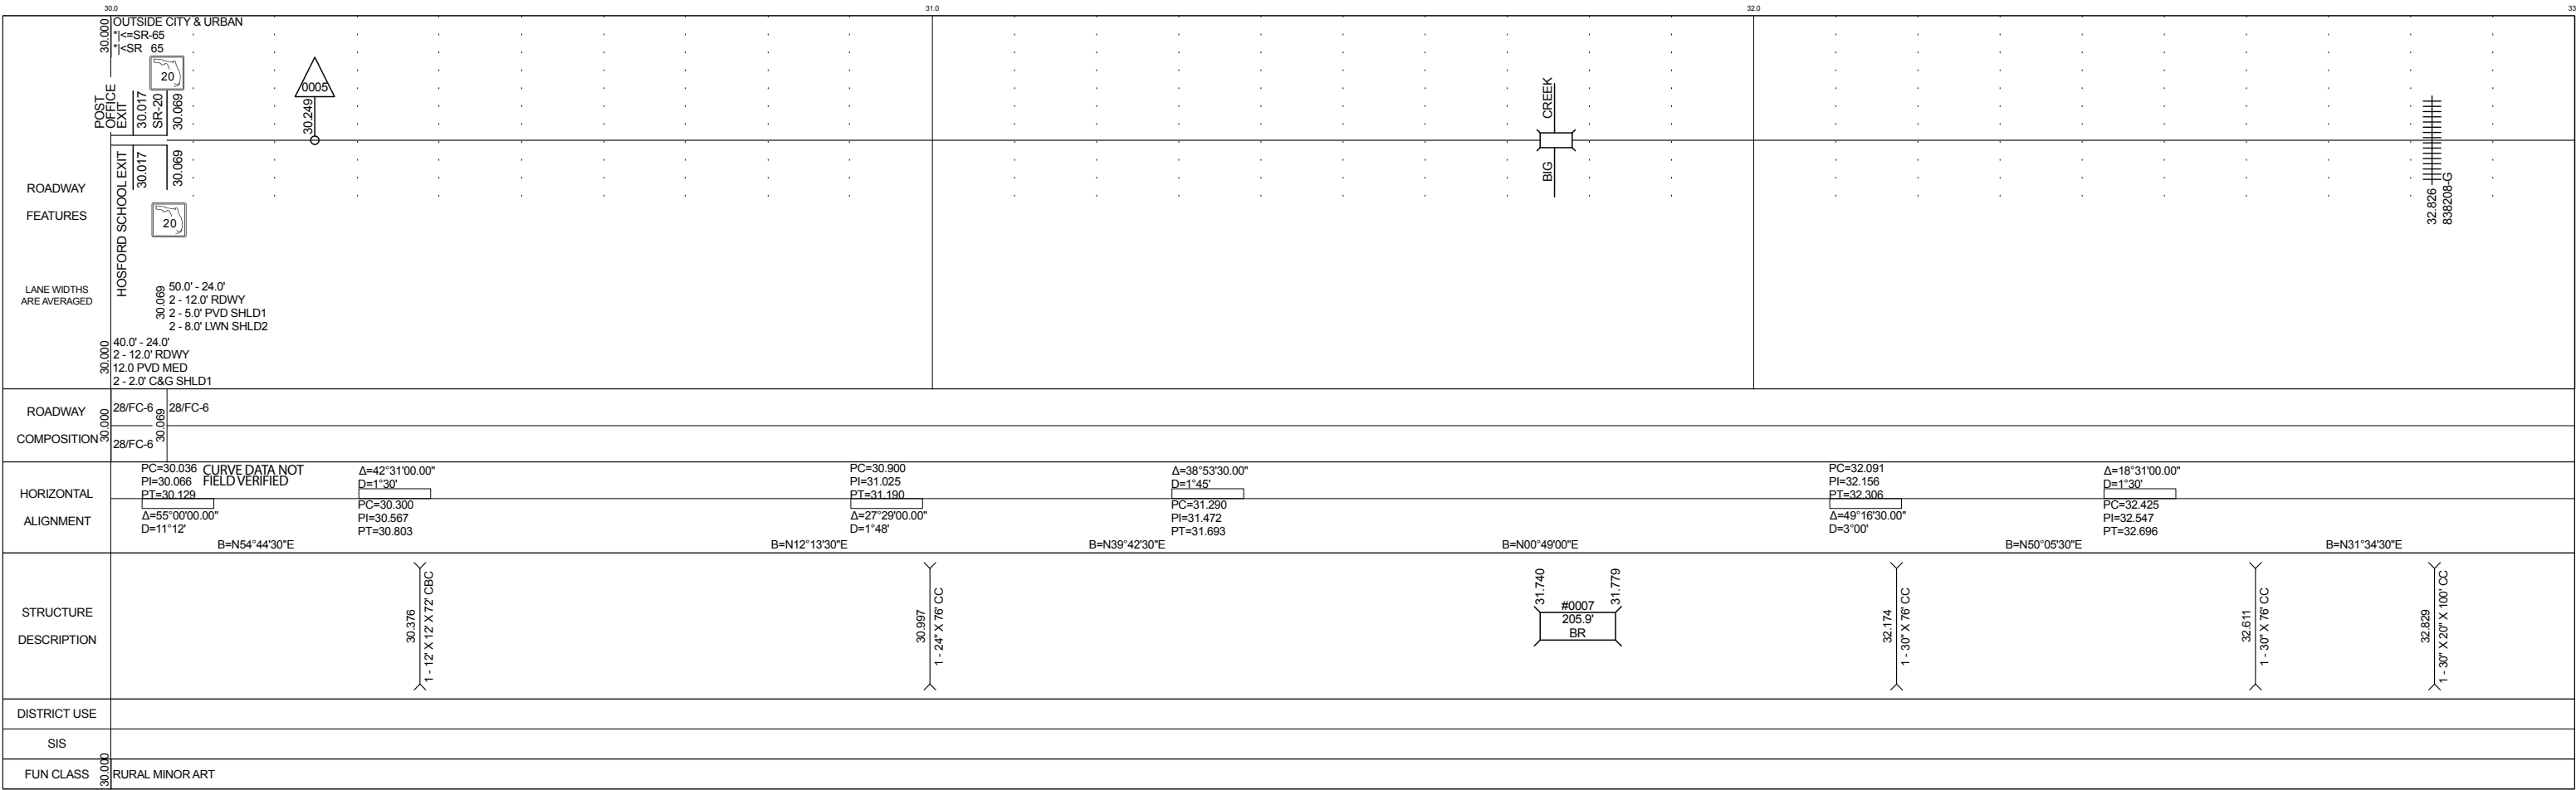 30.0
31.0
32.0
33
30.000
OUTSIDE CITY & URBAN
*|<=SR-65
*|<SR 65
20
POST
OFFICE
EXIT
30.017
SR-20
30.069
0005
30.249
CREEK
BIG
HOSFORD SCHOOL EXIT
30.017
30.069
20
32.826
838208-G
ROADWAY
FEATURES
LANE WIDTHS
ARE AVERAGED
30.069
50.0' - 24.0'
2 - 12.0' RDWY
2 - 5.0' PVD SHLD1
2 - 8.0' LWN SHLD2
30.000
40.0' - 24.0'
2 - 12.0' RDWY
12.0 PVD MED
2 - 2.0' C&G SHLD1
ROADWAY
COMPOSITION
30.000
28/FC-6
28/FC-6
30.069
28/FC-6
HORIZONTAL
ALIGNMENT
PC=30.036
PI=30.066
PT=30.129
CURVE DATA NOT
FIELD VERIFIED
Δ=55°00'00.00"
D=11°12'
B=N54°44'30"E
Δ=42°31'00.00"
D=1°30'
PC=30.300
PI=30.567
PT=30.803
B=N12°13'30"E
PC=30.900
PI=31.025
PT=31.190
Δ=27°29'00.00"
D=1°48'
B=N39°42'30"E
Δ=38°53'30.00"
D=1°45'
PC=31.290
PI=31.472
PT=31.693
B=N00°49'00"E
PC=32.091
PI=32.156
PT=32.306
Δ=49°16'30.00"
D=3°00'
B=N50°05'30"E
Δ=18°31'00.00"
D=1°30'
PC=32.425
PI=32.547
PT=32.696
B=N31°34'30"E
STRUCTURE
DESCRIPTION
30.376
1 - 12' X 12' X 72' CBC
30.997
1 - 24" X 76' CC
31.740
31.779
#0007
205.9'
BR
32.174
1 - 30" X 76' CC
32.611
1 - 30" X 76' CC
32.829
1 - 30" X 20" X 100' CC
DISTRICT USE
SIS
FUN CLASS
30.000
RURAL MINOR ART